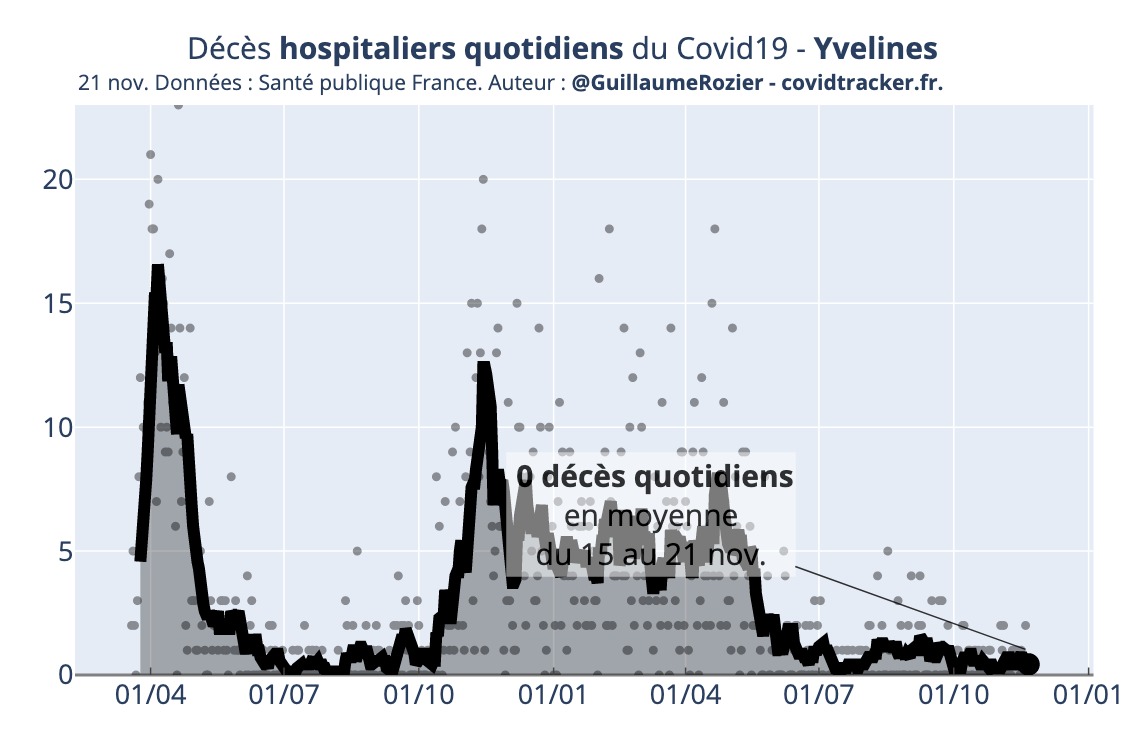 Décès hospitaliers quotidiens du Covid19 - Yvelines
21 nov. Données : Santé publique France. Auteur : @GuillaumeRozier - covidtracker.fr.
20
15
10
5
0
0 décès quotidiens
en moyenne
du 15 au 21 nov.
01/04 01/07 01/10 01/01 01/04 01/07 01/10 01/01